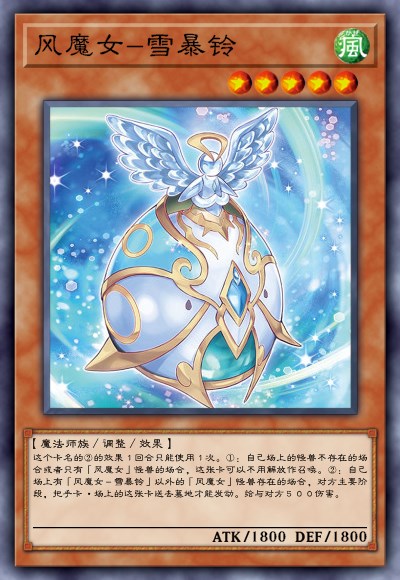 风魔女-雪暴铃
風
【魔法师族／调整／效果】
这个卡名的②的效果1回合只能使用1次。①：自己场上的怪兽不存在的场
合或者只有「风魔女」怪兽的场合，这张卡可以不用解放作召唤。②：自己
场上有「风魔女-雪暴铃」以外的「风魔女」怪兽存在的场合，对方主要阶
段，把手卡·场上的这张卡送去墓地才能发动。给与对方500伤害。
ATK/1800 DEF/1800